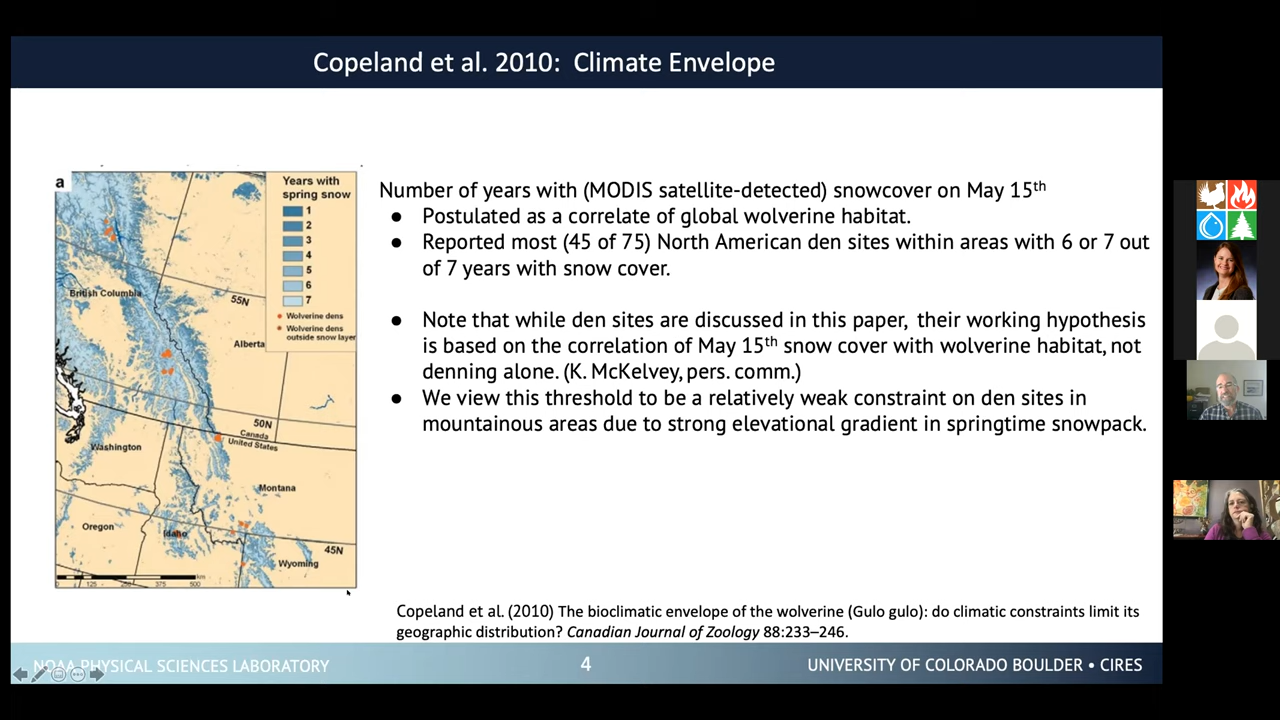 Copeland et al. 2010: Climate Envelope
a
Years with
spring snow
1
2
3
4
5
6
7
Wolverine dens
Wolverine dens
outside snow layer
British Columbia
55N
Alberta
50N
Canada
United States
Washington
Montana
Oregon
Idaho
45N
Wyoming
0 125 250 375 500
km
Number of years with (MODIS satellite-detected) snowcover on May 15th
● Postulated as a correlate of global wolverine habitat.
● Reported most (45 of 75) North American den sites within areas with 6 or 7 out
of 7 years with snow cover.
● Note that while den sites are discussed in this paper, their working hypothesis
is based on the correlation of May 15th snow cover with wolverine habitat, not
denning alone. (K. McKelvey, pers. comm.)
● We view this threshold to be a relatively weak constraint on den sites in
mountainous areas due to strong elevational gradient in springtime snowpack.
Copeland et al. (2010) The bioclimatic envelope of the wolverine (Gulo gulo): do climatic constraints limit its
geographic distribution? Canadian Journal of Zoology 88:233–246.
NOAA PHYSICAL SCIENCES LABORATORY
4
UNIVERSITY OF COLORADO BOULDER • CIRES